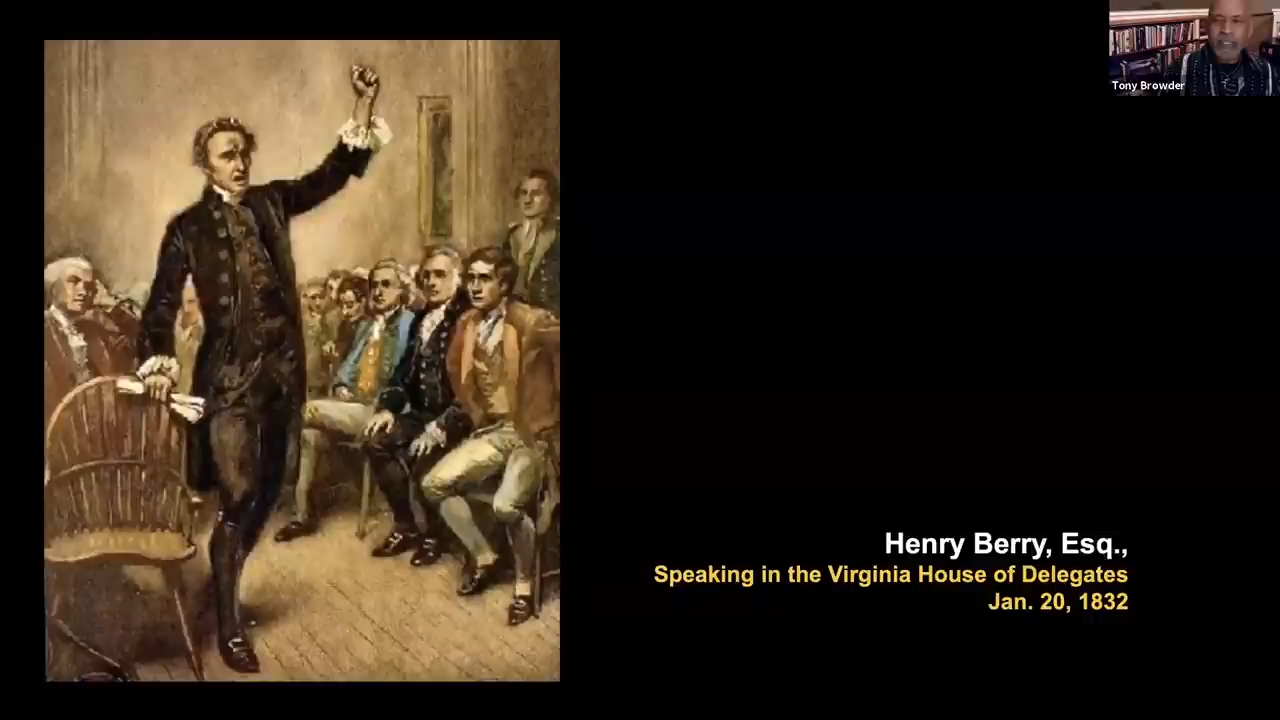 Tony Browder
Henry Berry, Esq.,
Speaking in the Virginia House of Delegates
Jan. 20, 1832